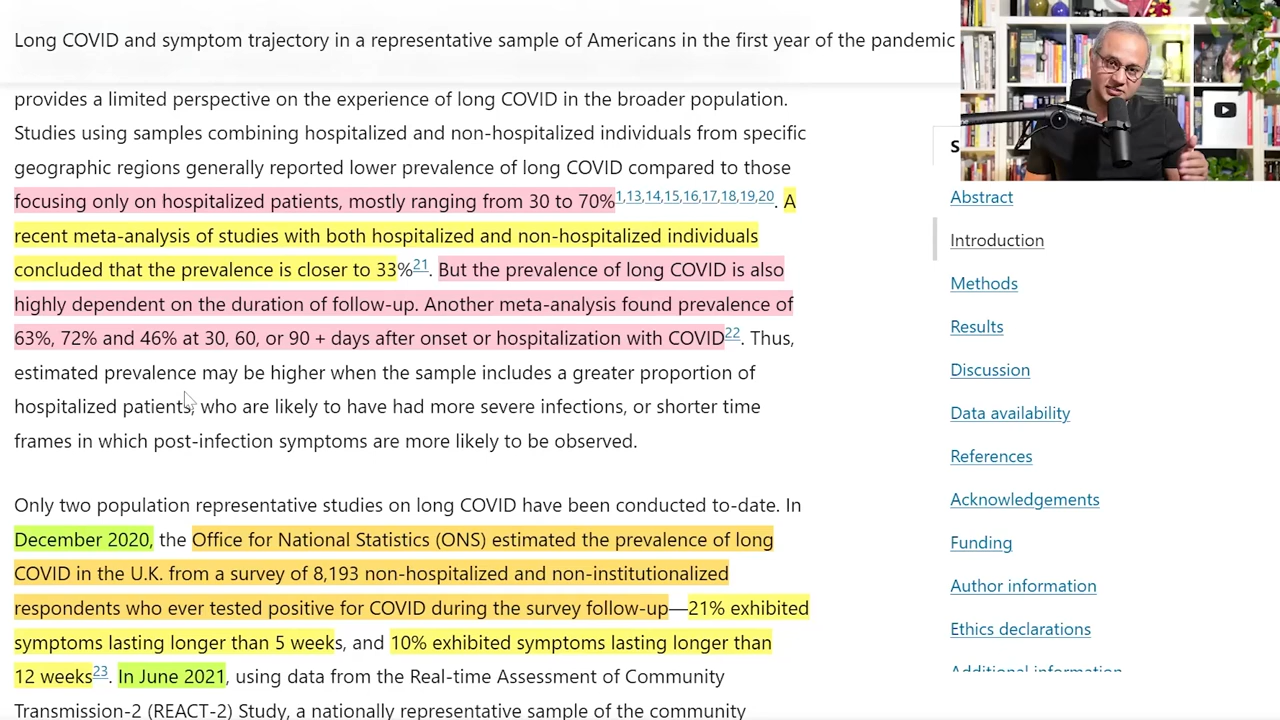 Long COVID and symptom trajectory in a representative sample of Americans in the first year of the pandemic
provides a limited perspective on the experience of long COVID in the broader population.
Studies using samples combining hospitalized and non-hospitalized individuals from specific
geographic regions generally reported lower prevalence of long COVID compared to those
focusing only on hospitalized patients, mostly ranging from 30 to 70%1,13,14,15,16,17,18,19,20. A
recent meta-analysis of studies with both hospitalized and non-hospitalized individuals
concluded that the prevalence is closer to 33%21. But the prevalence of long COVID is also
highly dependent on the duration of follow-up. Another meta-analysis found prevalence of
63%, 72% and 46% at 30, 60, or 90 + days after onset or hospitalization with COVID22. Thus,
estimated prevalence may be higher when the sample includes a greater proportion of
hospitalized patients, who are likely to have had more severe infections, or shorter time
frames in which post-infection symptoms are more likely to be observed.
Only two population representative studies on long COVID have been conducted to-date. In
December 2020, the Office for National Statistics (ONS) estimated the prevalence of long
COVID in the U.K. from a survey of 8,193 non-hospitalized and non-institutionalized
respondents who ever tested positive for COVID during the survey follow-up—21% exhibited
symptoms lasting longer than 5 weeks, and 10% exhibited symptoms lasting longer than
12 weeks23. In June 2021, using data from the Real-time Assessment of Community
Transmission-2 (REACT-2) Study, a nationally representative sample of the community
S
Abstract
Introduction
Methods
Results
Discussion
Data availability
References
Acknowledgements
Funding
Author information
Ethics declarations
Additional information